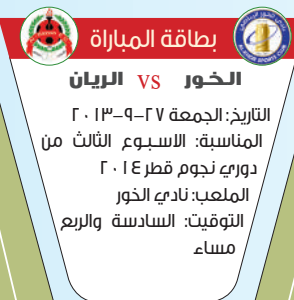 بطاقة المباراة
الخور vs الريان
التاريخ: الجمعة ٢٧-٩-٢٠١٣
المناسبة: الاسبوع الثالث من
دوري نجوم قطر ٢٠١٤
الملعب: نادي الخور
التوقيت: السادسة والربع
مساء